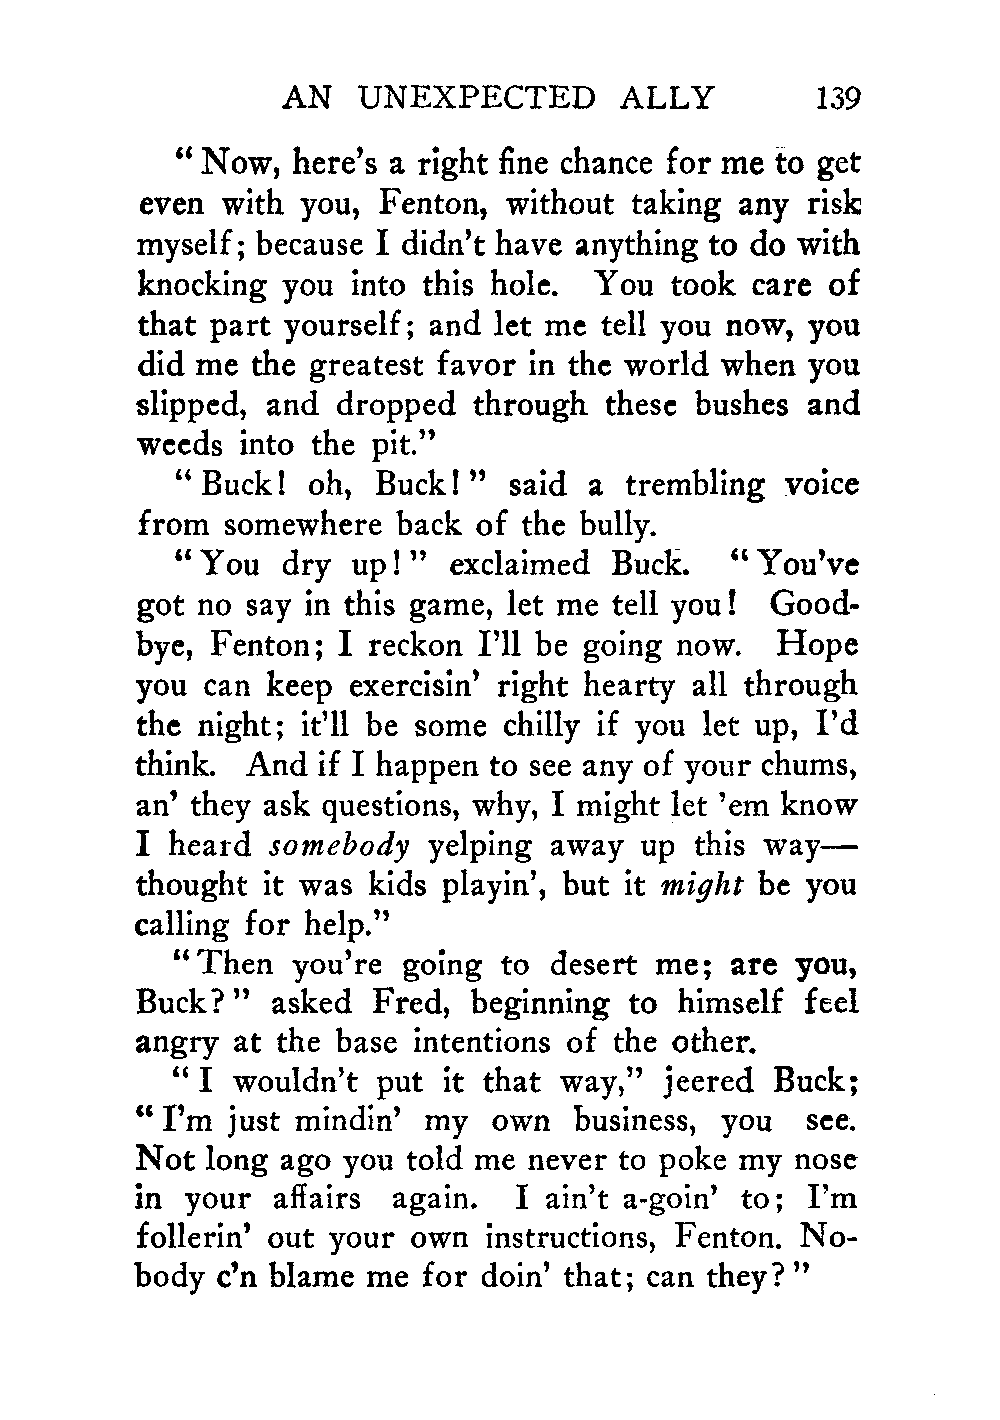 AN UNEXPECTED ALLY 139
“Now, here’s a right fine chance for me to get
even with you, Fenton, without taking any risk
myself; because I didn’t have anything to do with
knocking you into this hole. You took care of
that part yourself; and let me tell you now, you
did me the greatest favor in the world when you
slipped, and dropped through these bushes and
weeds into the pit.”
“Buck! oh, Buck!” said a trembling voice
from somewhere back of the bully.
“You dry up!” exclaimed Buck. “You’ve
got no say in this game, let me tell you! Good-
bye, Fenton; I reckon I’ll be going now. Hope
you can keep exercisin’ right hearty all through
the night; it’ll be some chilly if you let up, I’d
think. And if I happen to see any of your chums,
an’ they ask questions, why, I might let ’em know
I heard somebody yelping away up this way—
thought it was kids playin’, but it might be you
calling for help.”
“Then you’re going to desert me; are you,
Buck?” asked Fred, beginning to himself feel
angry at the base intentions of the other.
“I wouldn’t put it that way,” jeered Buck;
“I’m just mindin’ my own business, you see.
Not long ago you told me never to poke my nose
in your affairs again. I ain’t a-goin’ to; I’m
follerin’ out your own instructions, Fenton. No-
body c’n blame me for doin’ that; can they?”